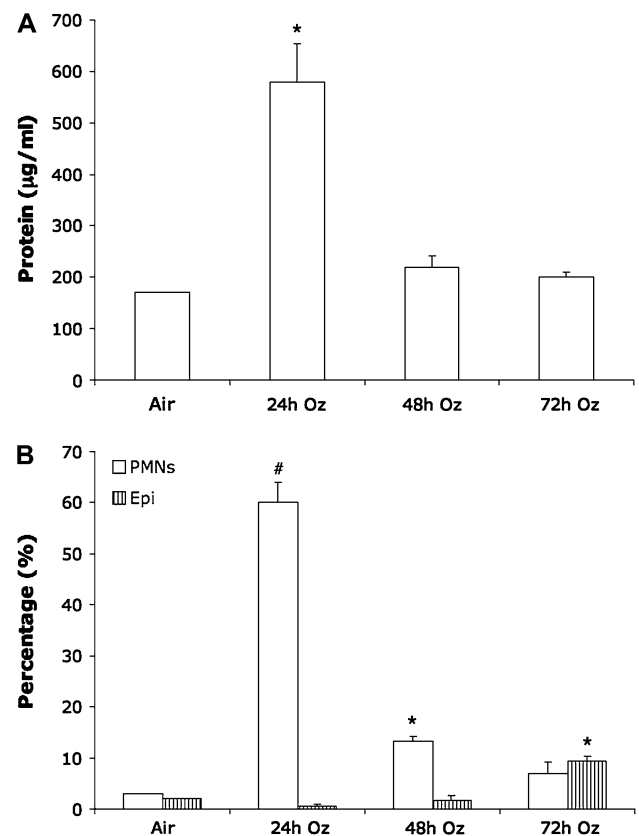 A
Protein (µg/ml)
700
600
500
400
300
200
100
0
*
Air
24h Oz
48h Oz
72h Oz
B
Percentage (%)
70
60
50
40
30
20
10
0
PMNs
Epi
#
*
*
Air
24h Oz
48h Oz
72h Oz